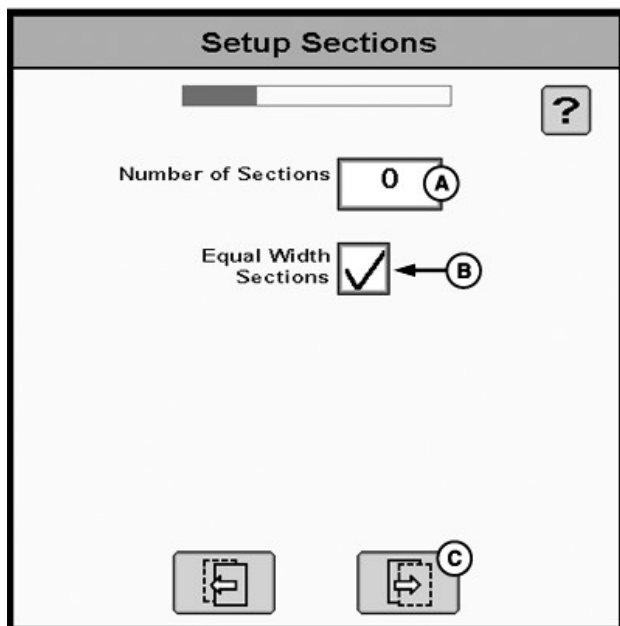 Setup Sections
?
Number of Sections 0 A
Equal Width
Sections B
C